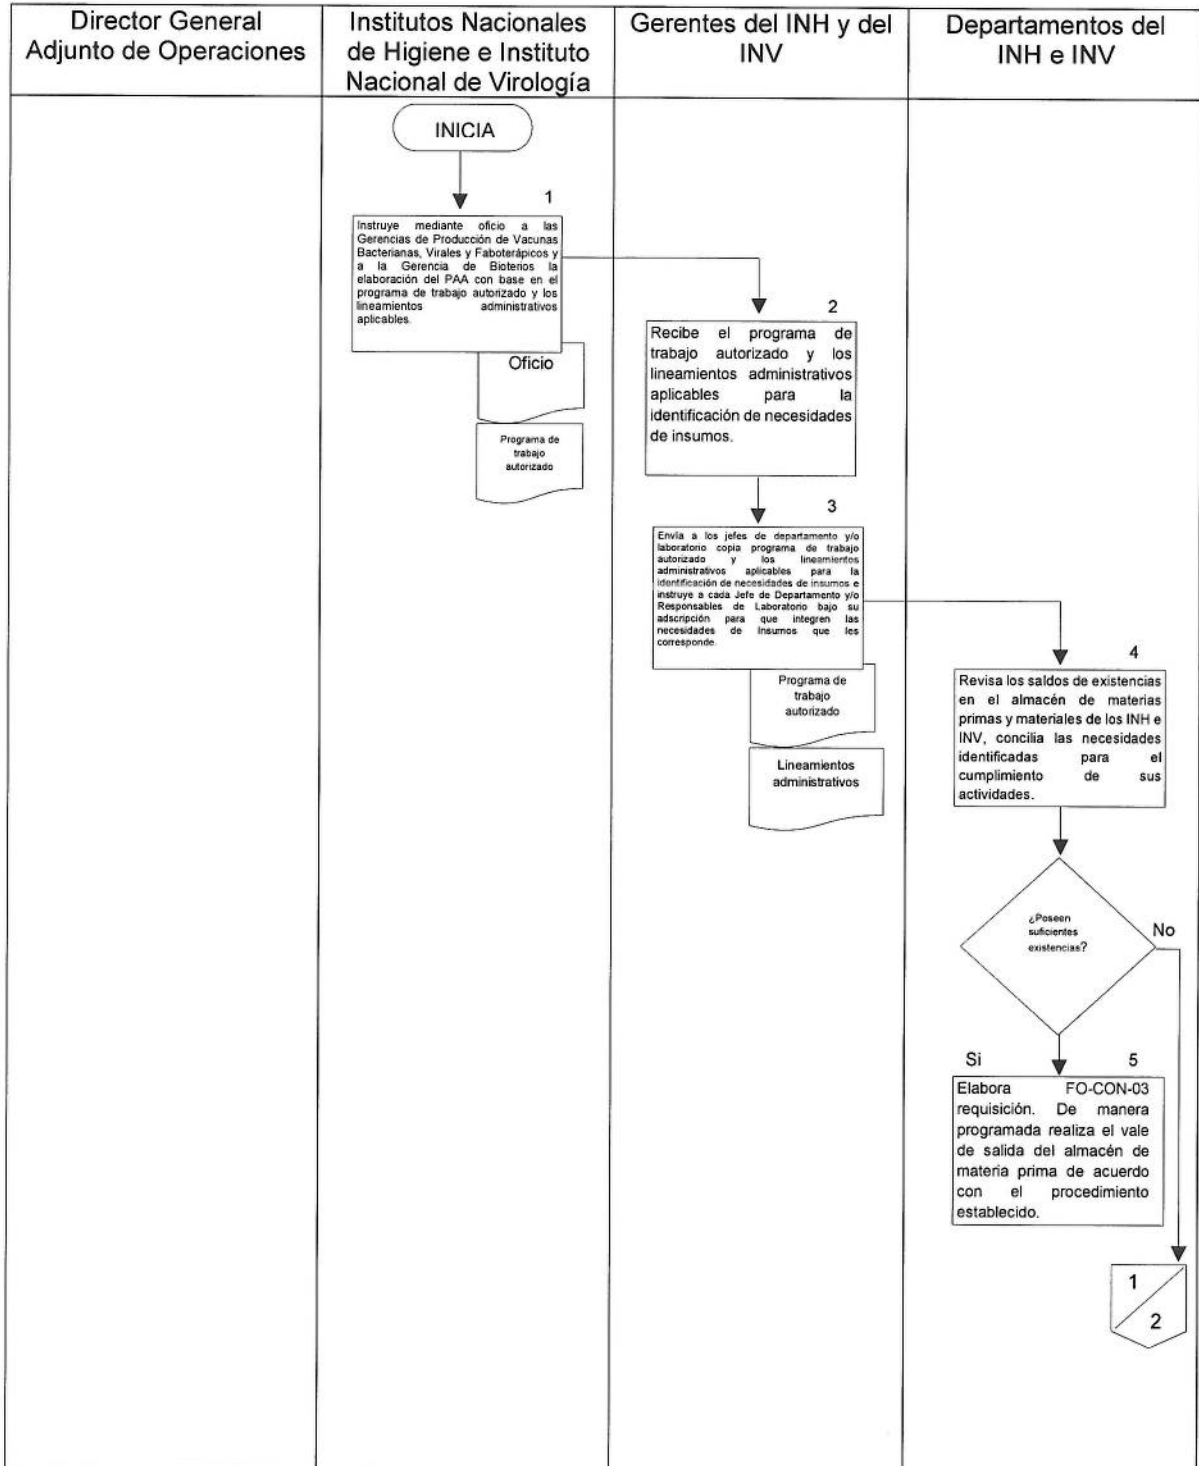 Director General
Adjunto de Operaciones
Institutos Nacionales
de Higiene e Instituto
Nacional de Virología
Gerentes del INH y del
INV
Departamentos del
INH e INV
INICIA
1
Instruye mediante oficio a las
Gerencias de Producción de Vacunas
Bacterianas, Virales y Faboterápicos y
a la Gerencia de Bioterios la
elaboración del PAA con base en el
programa de trabajo autorizado y los
lineamientos administrativos
aplicables.
Oficio
Programa de
trabajo
autorizado
2
Recibe el programa de
trabajo autorizado y los
lineamientos administrativos
aplicables para la
identificación de necesidades
de insumos.
3
Envía a los jefes de departamento y/o
laboratorio copia programa de trabajo
autorizado y los lineamientos
administrativos aplicables para la
identificación de necesidades de insumos e
instruye a cada Jefe de Departamento y/o
Responsables de Laboratorio bajo su
adscripción para que integren las
necesidades de Insumos que les
corresponde.
Programa de
trabajo
autorizado
Lineamientos
administrativos
4
Revisa los saldos de existencias
en el almacén de materias
primas y materiales de los INH e
INV, concilia las necesidades
identificadas para el
cumplimiento de sus
actividades.
¿Poseen
suficientes
existencias?
No
Si
5
Elabora FO-CON-03
requisición. De manera
programada realiza el vale
de salida del almacén de
materia prima de acuerdo
con el procedimiento
establecido.
1
2